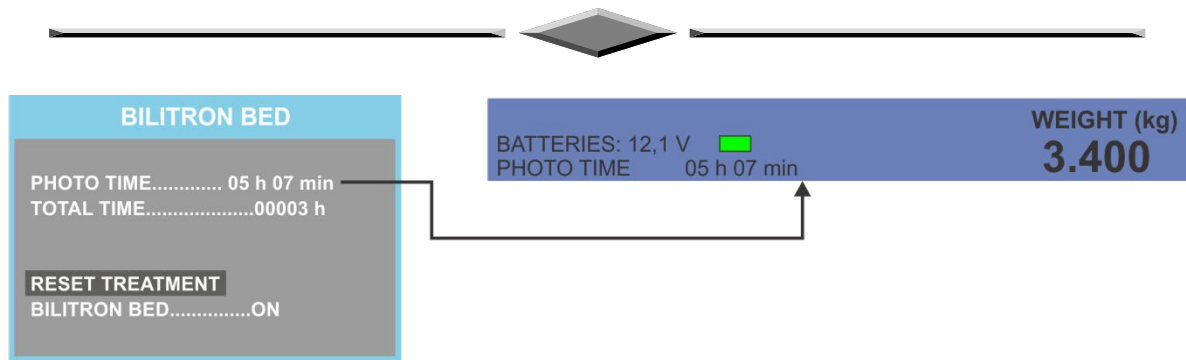 BILITRON BED
PHOTO TIME............. 05 h 07 min
TOTAL TIME....................00003 h
RESET TREATMENT
BILITRON BED...............ON
BATTERIES: 12,1 V
PHOTO TIME 05 h 07 min
WEIGHT (kg)
3.400